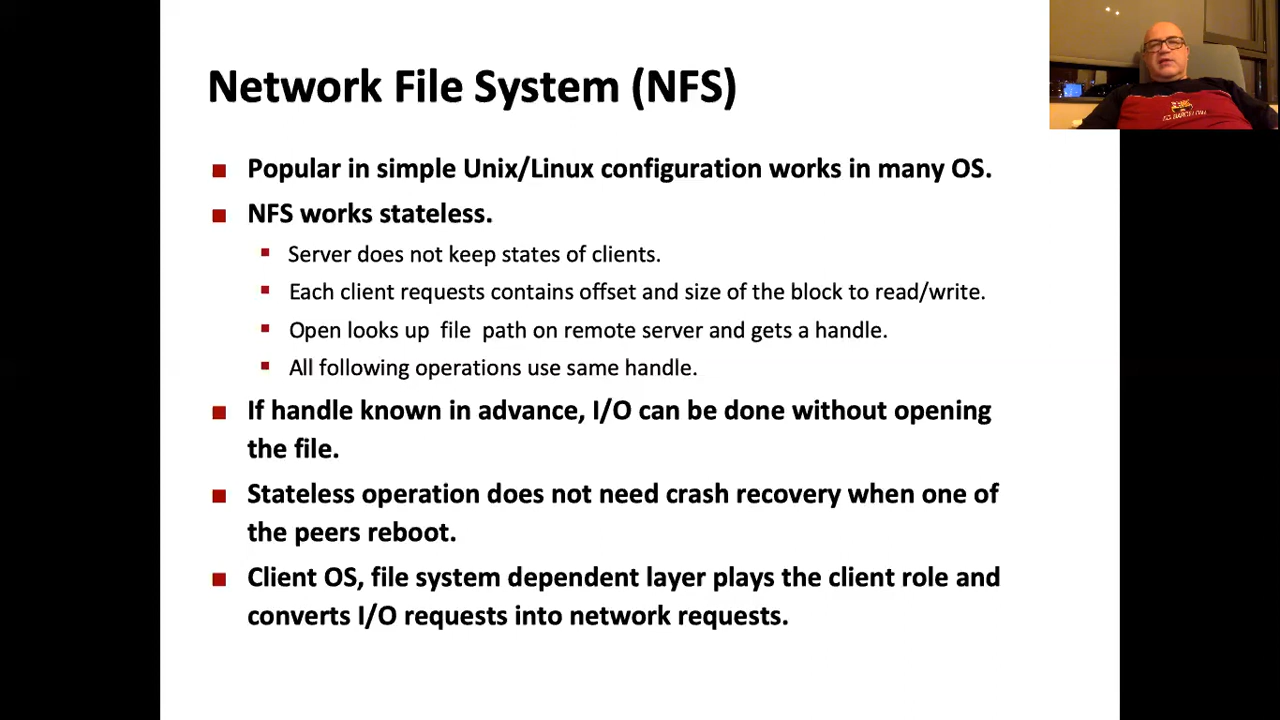 Network File System (NFS)
Popular in simple Unix/Linux configuration works in many OS.
NFS works stateless.
Server does not keep states of clients.
Each client requests contains offset and size of the block to read/write.
Open looks up file path on remote server and gets a handle.
All following operations use same handle.
If handle known in advance, I/O can be done without opening
the file.
Stateless operation does not need crash recovery when one of
the peers reboot.
Client OS, file system dependent layer plays the client role and
converts I/O requests into network requests.